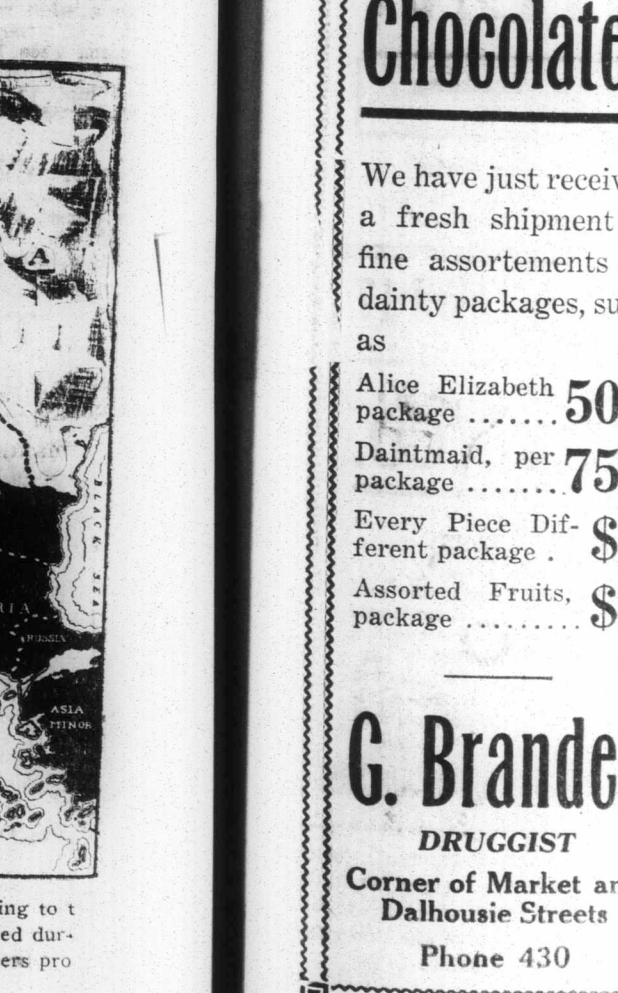 A
BLACK SEA
RIA
RUSSIA
ASIA
MINOR
ing to t
ed dur-
ers pro
Chocolate
We have just receiv
a fresh shipment
fine assortements
dainty packages, su
as
Alice Elizabeth
package ....... 50
Daintmaid, per
package ........ 75
Every Piece Dif-
ferent package . $
Assorted Fruits,
package ......... $
G. Brande
DRUGGIST
Corner of Market an
Dalhousie Streets
Phone 430